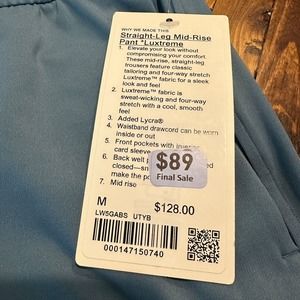 WHY WE MADE THIS
Straight-Leg Mid-Rise
Pant *Luxtreme
1. Elevate your look without
compromising your comfort.
These mid-rise, straight-leg
trousers feature classic
tailoring and four-way stretch
Luxtreme™ fabric for a sleek
look and feel
2. Luxtreme™ fabric is
sweat-wicking and four-way
stretch with a cool, smooth
feel
3. Added Lycra®
4. Waistband drawcord can be worn
inside or out
5. Front pockets with
card sleeve
6. Back welt
closed—
make the po
7. Mid rise
$89
Final Sale
M
$128.00
LW5GABS UTYB
000147150740